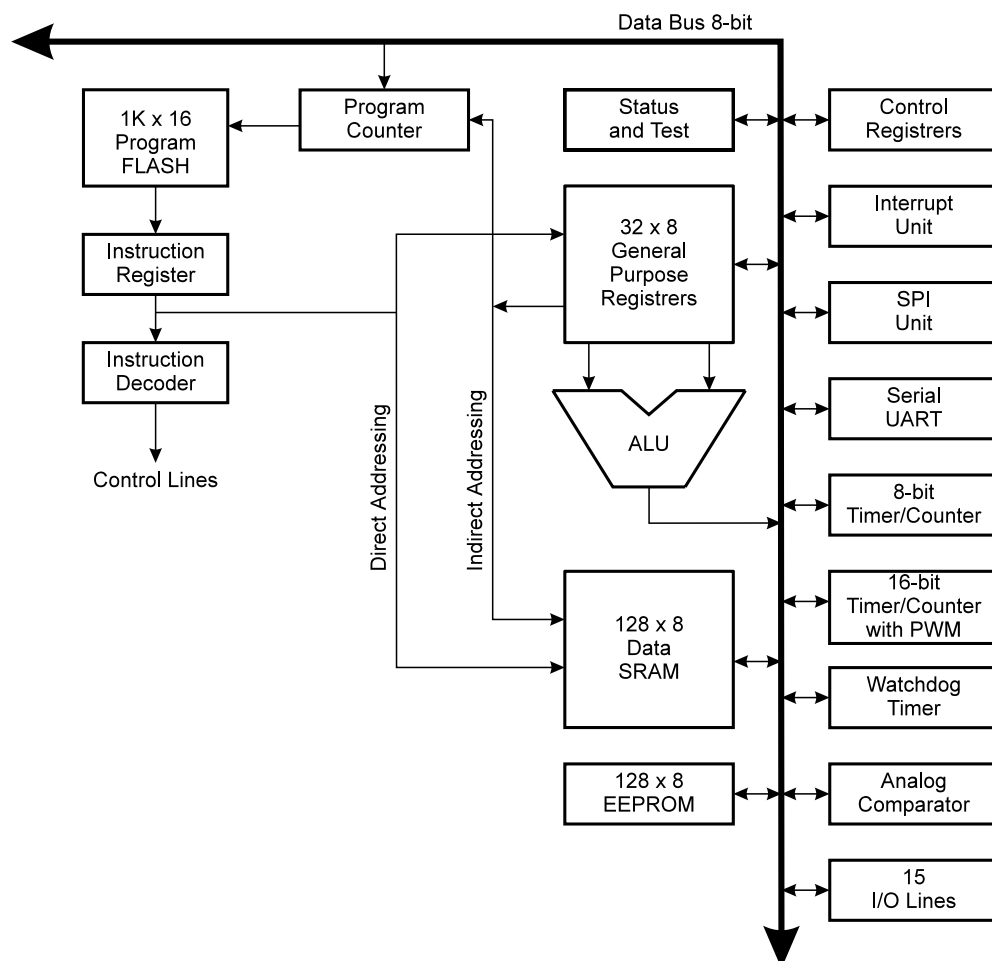 Data Bus 8-bit
1K x 16
Program
FLASH
Program
Counter
Status
and Test
Control
Registrers
Instruction
Register
32 x 8
General
Purpose
Registrers
Interrupt
Unit
SPI
Unit
Instruction
Decoder
Control Lines
Direct Addressing
Indirect Addressing
ALU
Serial
UART
8-bit
Timer/Counter
128 x 8
Data
SRAM
16-bit
Timer/Counter
with PWM
Watchdog
Timer
128 x 8
EEPROM
Analog
Comparator
15
I/O Lines